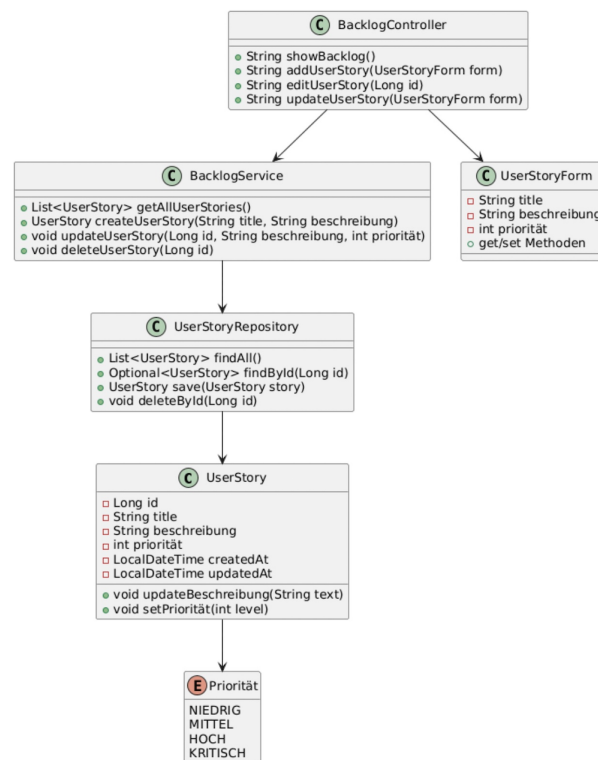 C BacklogController
String showBacklog()
String addUserStory(UserStoryForm form)
String editUserStory(Long id)
String updateUserStory(UserStoryForm form)
C BacklogService
List<UserStory> getAllUserStories()
UserStory createUserStory(String title, String beschreibung)
void updateUserStory(Long id, String beschreibung, int priorität)
void deleteUserStory(Long id)
C UserStoryForm
String title
String beschreibung
int priorität
get/set Methoden
C UserStoryRepository
List<UserStory> findAll()
Optional<UserStory> findById(Long id)
UserStory save(UserStory story)
void deleteById(Long id)
C UserStory
Long id
String title
String beschreibung
int priorität
LocalDateTime createdAt
LocalDateTime updatedAt
void updateBeschreibung(String text)
void setPriorität(int level)
E Priorität
NIEDRIG
MITTEL
HOCH
KRITISCH